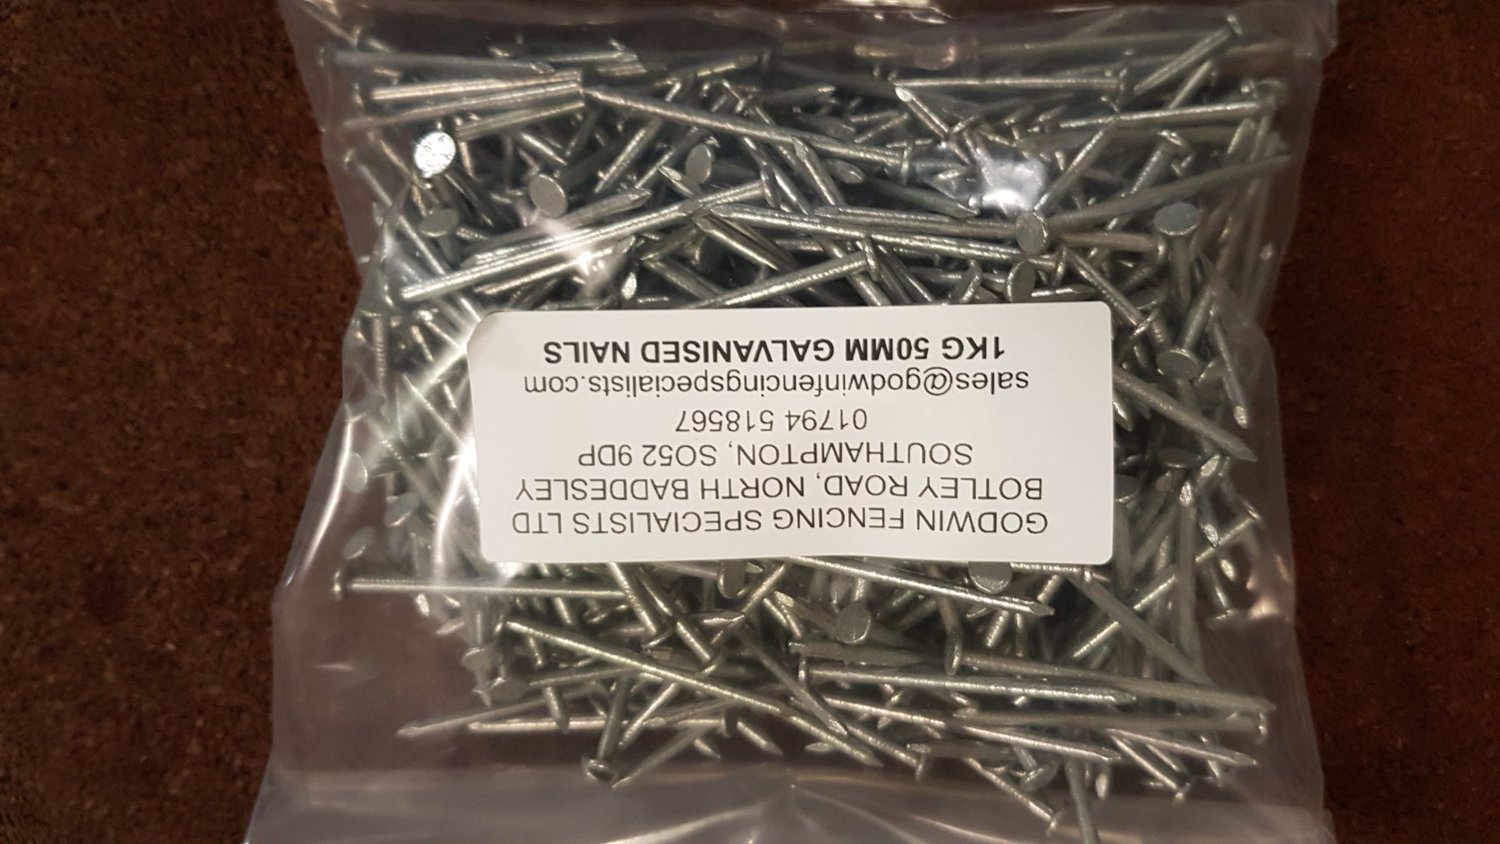 GODWIN FENCING SPECIALISTS LTD
BOTLEY ROAD, NORTH BADDESLEY
SOUTHAMPTON, SO52 9DP
01794 518567
sales@godwinfencingspecialists.com
1KG 50MM GALVANISED NAILS